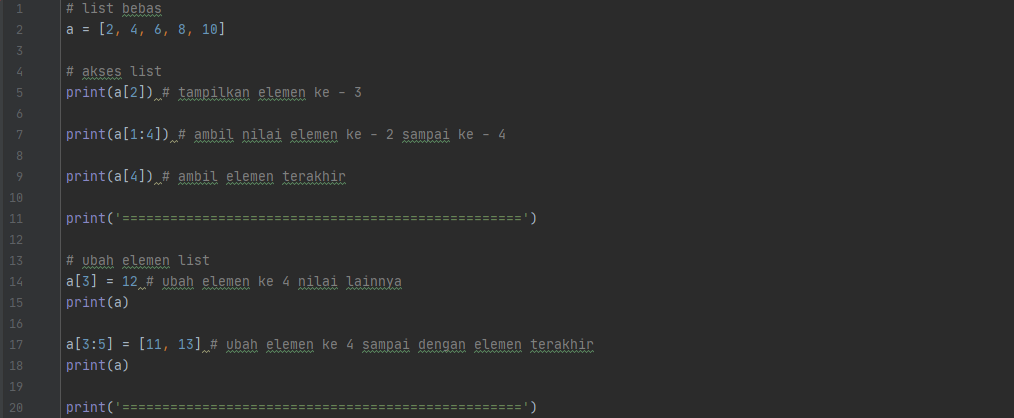 1 # list bebas
2 a = [2, 4, 6, 8, 10]
3
4 # akses list
5 print(a[2]) # tampilkan elemen ke - 3
6
7 print(a[1:4]) # ambil nilai elemen ke - 2 sampai ke - 4
8
9 print(a[4]) # ambil elemen terakhir
10
11 print('==================================================')
12
13 # ubah elemen list
14 a[3] = 12 # ubah elemen ke 4 nilai lainnya
15 print(a)
16
17 a[3:5] = [11, 13] # ubah elemen ke 4 sampai dengan elemen terakhir
18 print(a)
19
20 print('==================================================')